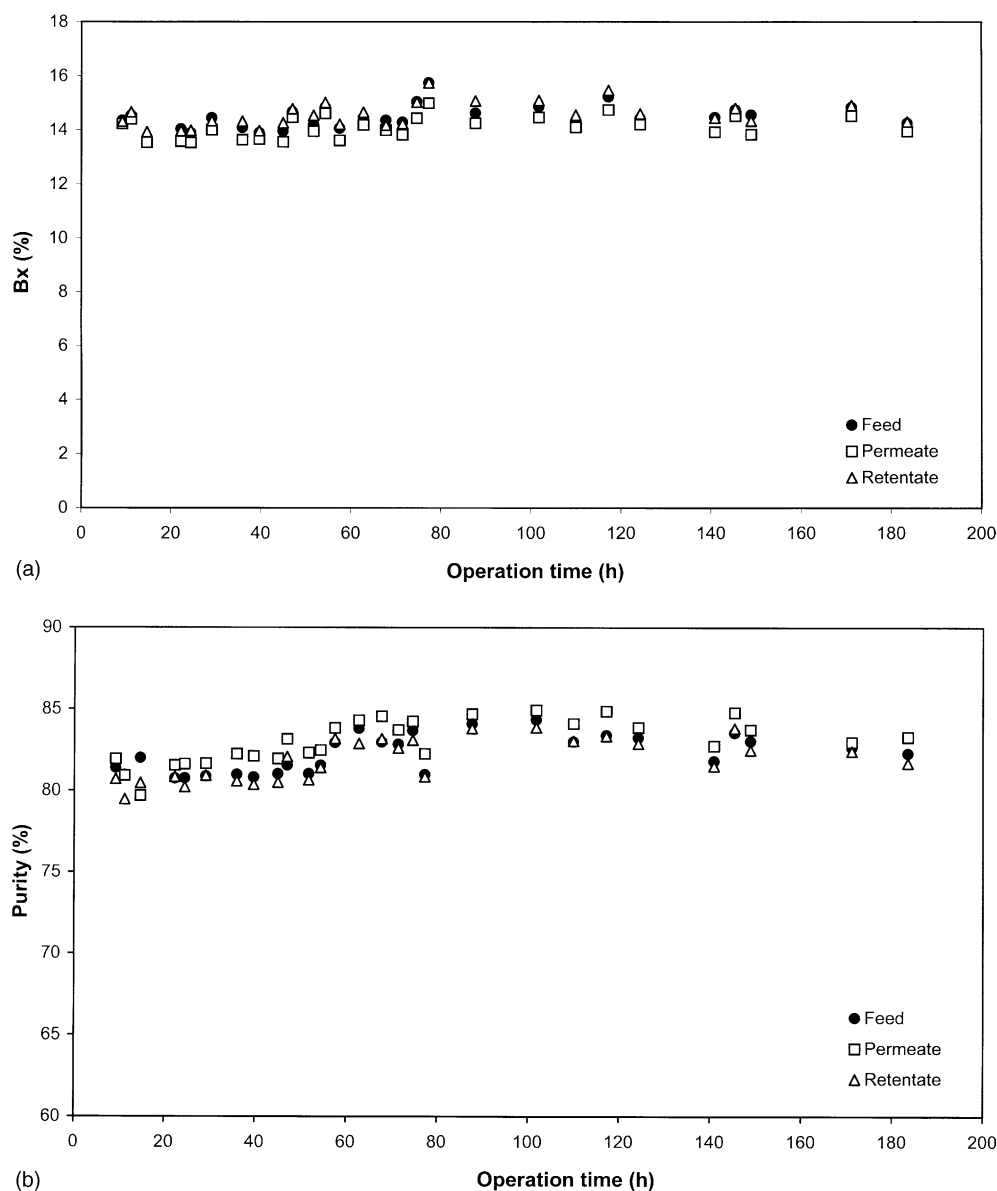 (a)
18
16
14
12
10
8
6
4
2
0
Bx (%)
Feed
Permeate
Retentate
0 20 40 60 80 100 120 140 160 180 200
Operation time (h)
(b)
90
85
80
75
70
65
60
Purity (%)
Feed
Permeate
Retentate
0 20 40 60 80 100 120 140 160 180 200
Operation time (h)